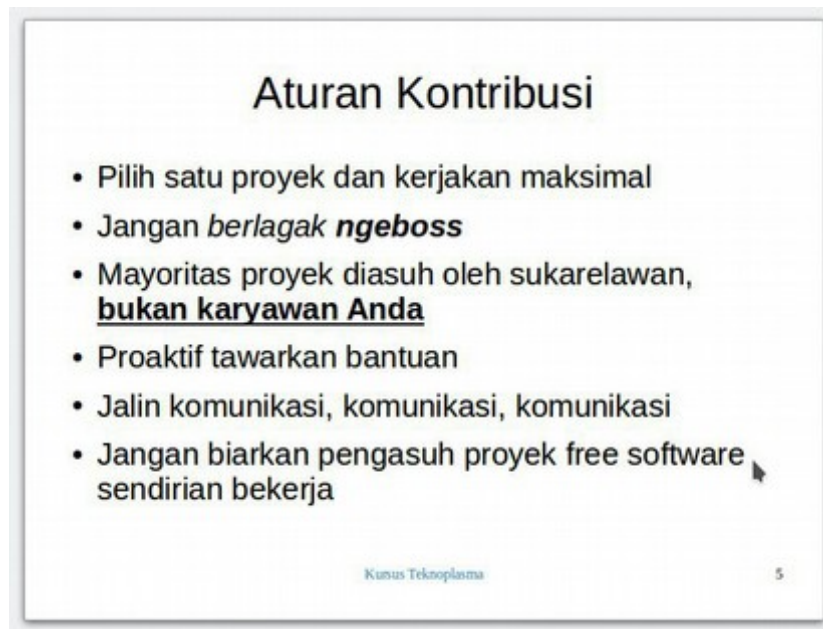 Aturan Kontribusi
• Pilih satu proyek dan kerjakan maksimal
• Jangan berlagak ngeboss
• Mayoritas proyek diasuh oleh sukarelawan,
bukan karyawan Anda
• Proaktif tawarkan bantuan
• Jalin komunikasi, komunikasi, komunikasi
• Jangan biarkan pengasuh proyek free software
sendirian bekerja
Kursus Teknoplasma
5